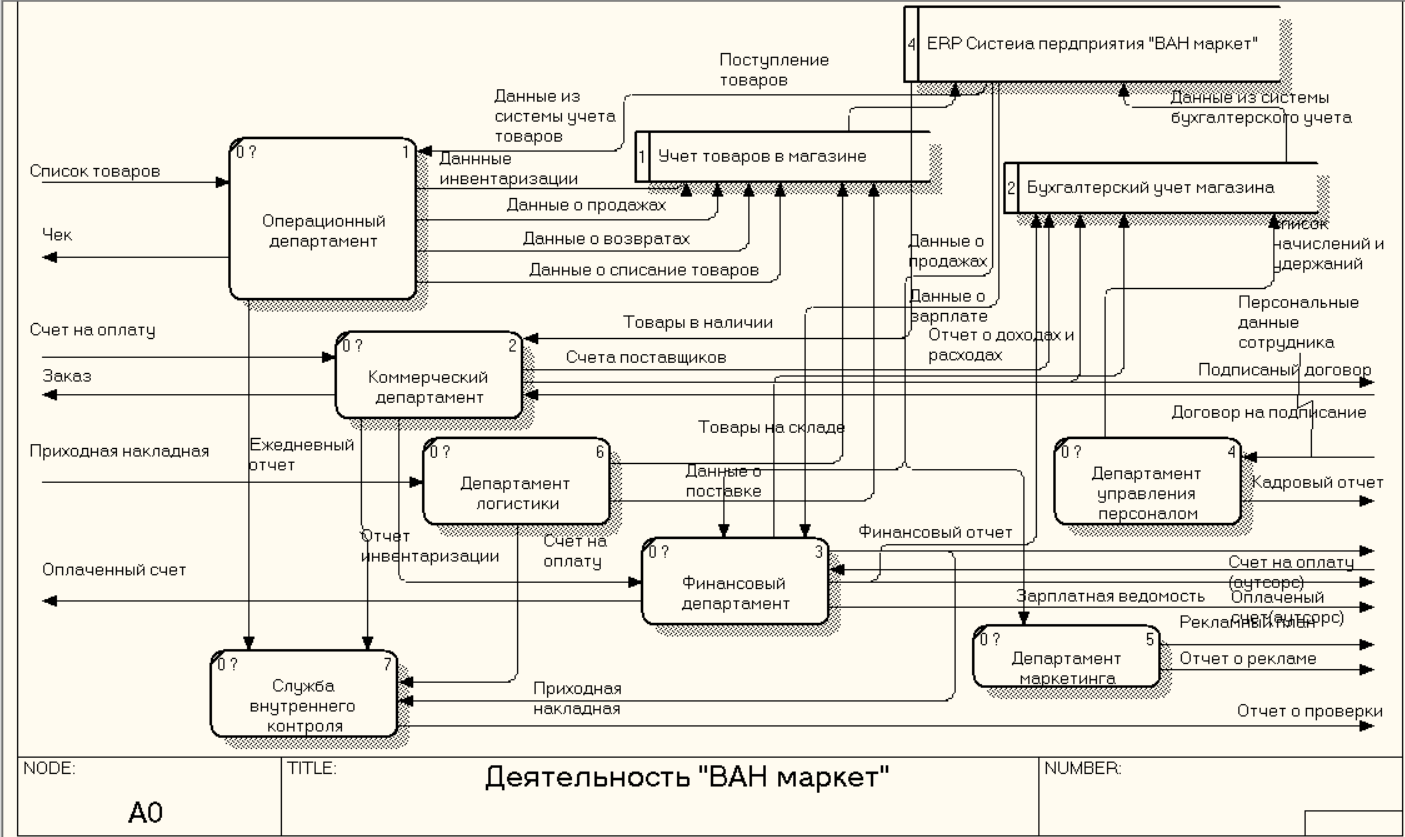 4 ERP Систеиа пердприятия "ВАН маркет"
Поступление
товаров
Данные из
системы учета
товаров
Данные из системы
бухгалтерского учета
0 ? 1
Операционный
департамент
Список товаров
Чек
1 Учет товаров в магазине
Даннные
инвентаризации
Данные о продажах
Данные о возвратах
Данные о списание товаров
2 Бухгалтерский учет магазина
Список
начислений и
удержаний
Данные о
продажах
Данные о
зарплате
Персональные
данные
сотрудника
Счет на оплату
Товары в наличии
Отчет о доходах и
расходах
0 ? 2
Коммерческий
департамент
Счета поставщиков
Заказ
Подписаный договор
Договор на подписание
Товары на складе
Приходная накладная
Ежедневный
отчет
0 ? 6
Департамент
логистики
Данные о
поставке
0 ? 4
Департамент
управления
персоналом
Кадровый отчет
Отчет
инвентаризации
Счет на
оплату
Финансовый отчет
0 ? 3
Финансовый
департамент
Оплаченный счет
Счет на оплату
(аутсорс)
Зарплатная ведомость
Оплаченый
счет(аутсорс)
Рекламный план
0 ? 5
Департамент
маркетинга
Отчет о рекламе
0 ? 7
Служба
внутреннего
контроля
Приходная
накладная
Отчет о проверки
NODE:
A0
TITLE:
Деятельность "ВАН маркет"
NUMBER: